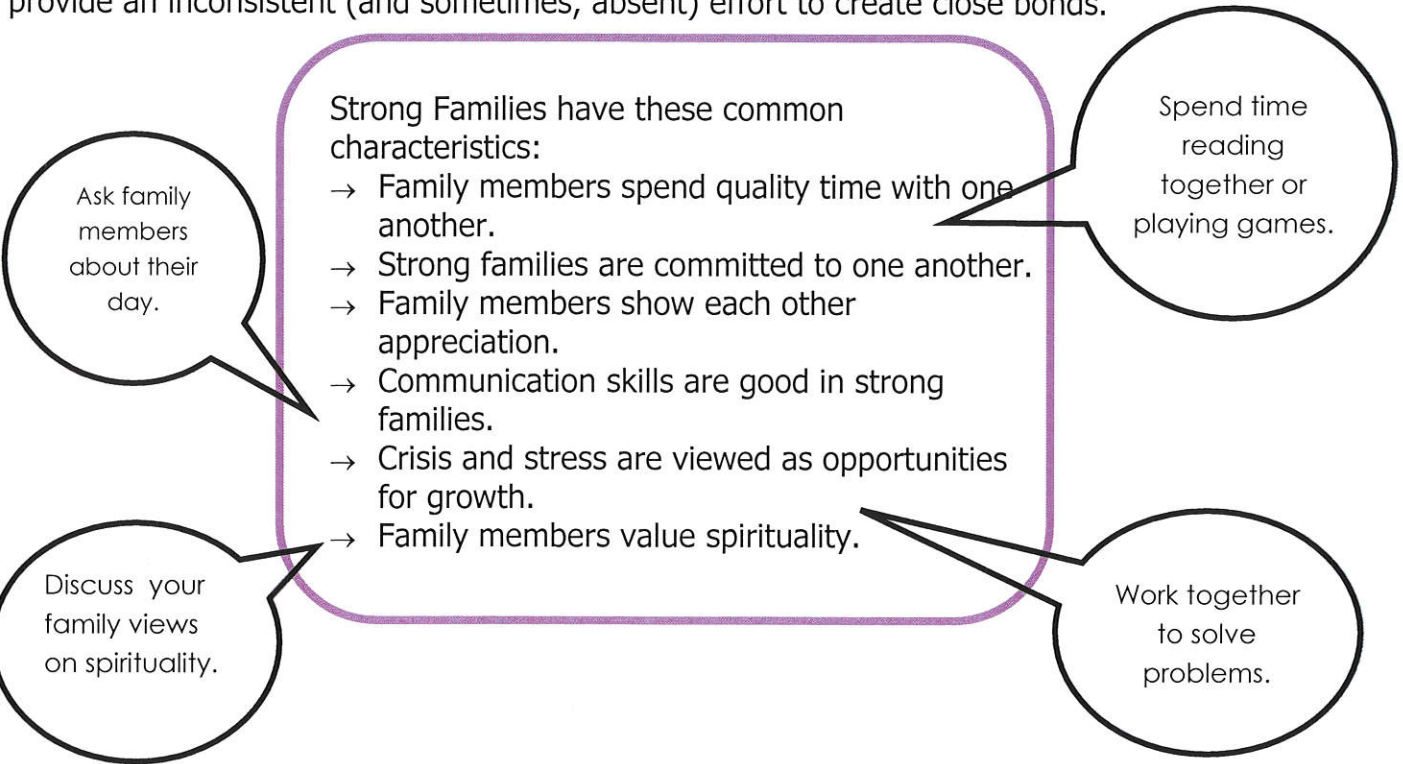 provide an inconsistent (and sometimes, absent) effort to create close bonds.
Strong Families have these common
characteristics:
→ Family members spend quality time with one
another.
→ Strong families are committed to one another.
→ Family members show each other
appreciation.
→ Communication skills are good in strong
families.
→ Crisis and stress are viewed as opportunities
for growth.
→ Family members value spirituality.
Spend time
reading
together or
playing games.
Ask family
members
about their
day.
Discuss your
family views
on spirituality.
Work together
to solve
problems.